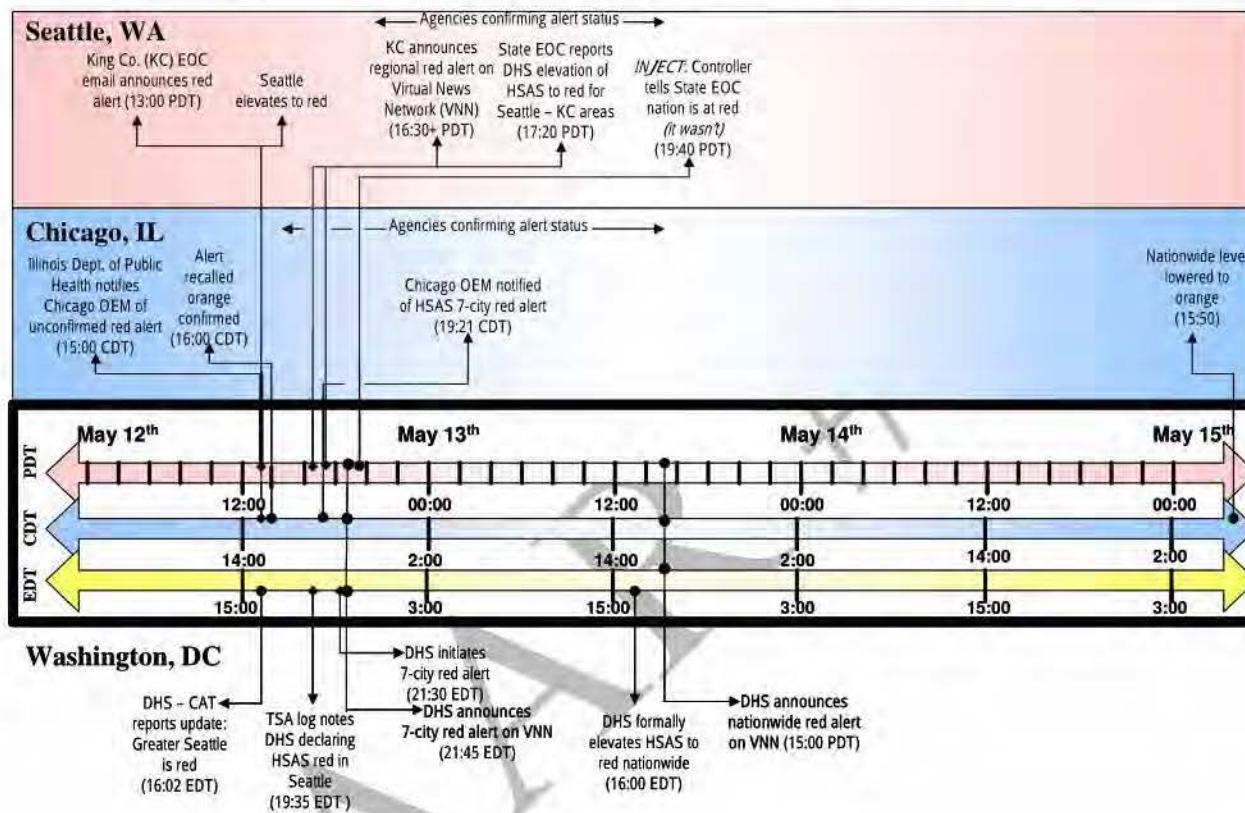 Agencies confirming alert status
Seattle, WA
King Co. (KC) EOC
email announces red
alert (13:00 PDT)
Seattle
elevates to red
KC announces
regional red alert on
Virtual News
Network (VNN)
(16:30+ PDT)
State EOC reports
DHS elevation of
HSAS to red for
Seattle – KC areas
(17:20 PDT)
INJECT: Controller
tells State EOC
nation is at red
(it wasn't)
(19:40 PDT)
Agencies confirming alert status
Chicago, IL
Illinois Dept. of Public
Health notifies
Chicago OEM of
unconfirmed red alert
(15:00 CDT)
Alert
recalled
orange
confirmed
(16:00 CDT)
Chicago OEM notified
of HSAS 7-city red alert
(19:21 CDT)
Nationwide level
lowered to
orange
(15:50)
May 12th May 13th May 14th May 15th
PDT
12:00 00:00 12:00 00:00 12:00 00:00
CDT
14:00 2:00 14:00 2:00 14:00 2:00
EDT
15:00 3:00 15:00 3:00 15:00 3:00
Washington, DC
DHS – CAT
reports update:
Greater Seattle
is red
(16:02 EDT)
TSA log notes
DHS declaring
HSAS red in
Seattle
(19:35 EDT )
DHS initiates
7-city red alert
(21:30 EDT)
DHS announces
7-city red alert on VNN
(21:45 EDT)
DHS formally
elevates HSAS to
red nationwide
(16:00 EDT)
DHS announces
nationwide red alert
on VNN (15:00 PDT)